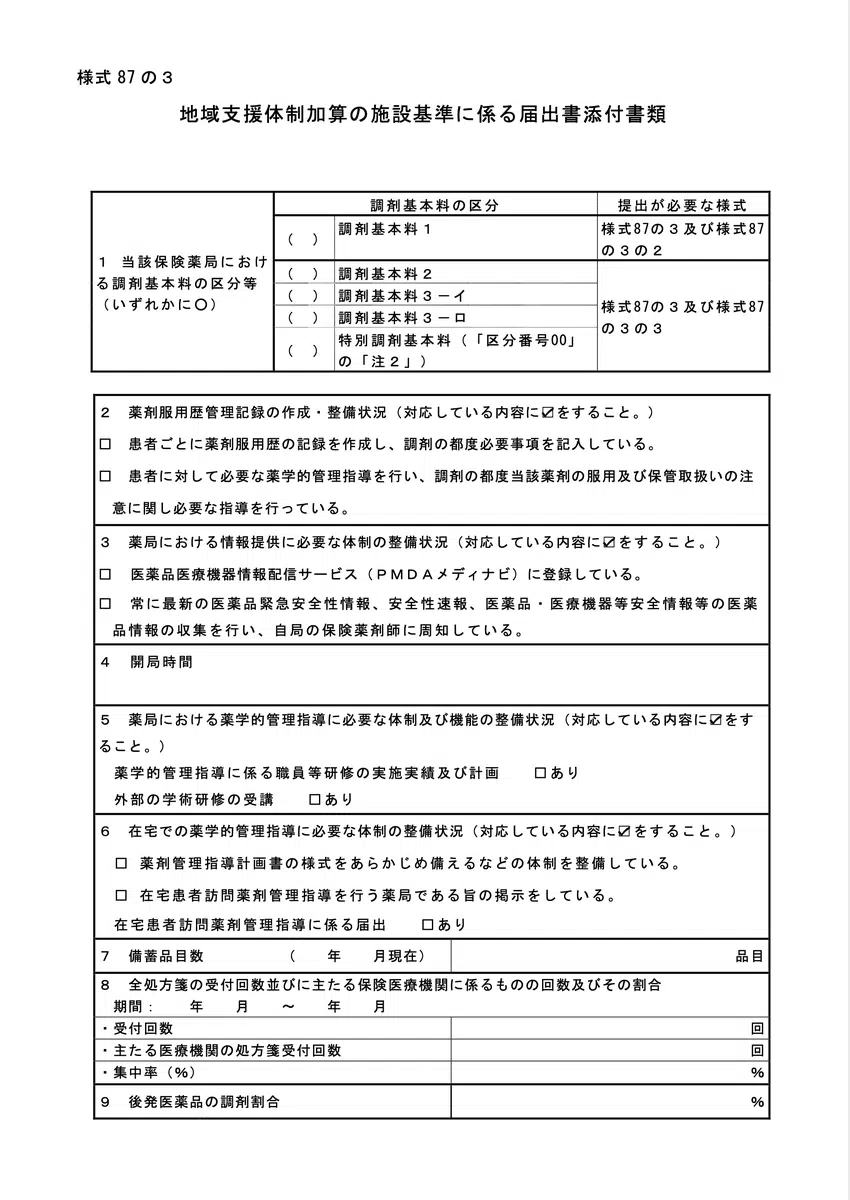 様式 87 の３
地域支援体制加算の施設基準に係る届出書添付書類
１ 当該保険薬局におけ
る調剤基本料の区分等
（いずれかに〇）
調剤基本料の区分
提出が必要な様式
（　）
調剤基本料１
様式87の３及び様式87
の３の２
（　）
調剤基本料２
（　）
調剤基本料３－イ
（　）
調剤基本料３－ロ
（　）
特別調剤基本料（「区分番号00」
の「注２」）
様式87の３及び様式87
の３の３
２　薬剤服用歴管理記録の作成・整備状況（対応している内容に☑をすること。）
□　患者ごとに薬剤服用歴の記録を作成し、調剤の都度必要事項を記入している。
□　患者に対して必要な薬学的管理指導を行い、調剤の都度当該薬剤の服用及び保管取扱いの注
意に関し必要な指導を行っている。
３　薬局における情報提供に必要な体制の整備状況（対応している内容に☑をすること。）
□　医薬品医療機器情報配信サービス（ＰＭＤＡメディナビ）に登録している。
□　常に最新の医薬品緊急安全性情報、安全性速報、医薬品・医療機器等安全情報等の医薬
品情報の収集を行い、自局の保険薬剤師に周知している。
４　開局時間
５　薬局における薬学的管理指導に必要な体制及び機能の整備状況（対応している内容に☑をす
ること。）
薬学的管理指導に係る職員等研修の実施実績及び計画　　□あり
外部の学術研修の受講　　□あり
６　在宅での薬学的管理指導に必要な体制の整備状況（対応している内容に☑をすること。）
□　薬剤管理指導計画書の様式をあらかじめ備えるなどの体制を整備している。
□　在宅患者訪問薬剤管理指導を行う薬局である旨の掲示をしている。
在宅患者訪問薬剤管理指導に係る届出　　□あり
７　備蓄品目数　　　　　（　　年　　月現在）
品目
８　全処方箋の受付回数並びに主たる保険医療機関に係るものの回数及びその割合
期間：　　年　　月　　～　　年　　月
・受付回数
回
・主たる医療機関の処方箋受付回数
回
・集中率（％）
％
９　後発医薬品の調剤割合
％